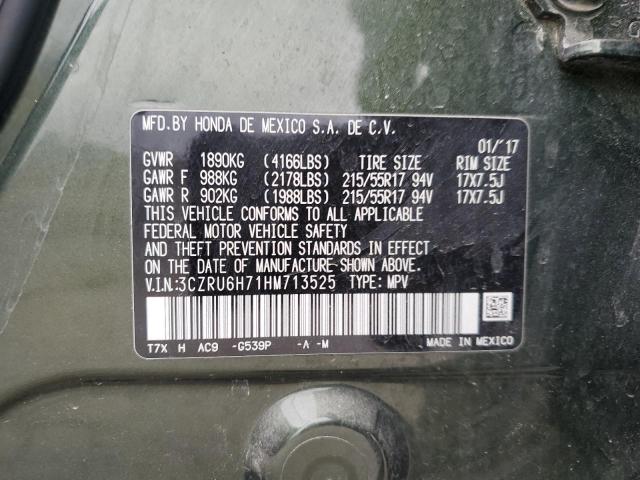 MFD.BY HONDA DE MEXICO S.A. DE C.V.
01/'17
GVWR 1890KG (4166LBS) TIRE SIZE RIM SIZE
GAWR F 988KG (2178LBS) 215/55R17 94V 17X7.5J
GAWR R 902KG (1988LBS) 215/55R17 94V 17X7.5J
THIS VEHICLE CONFORMS TO ALL APPLICABLE
FEDERAL MOTOR VEHICLE SAFETY
AND THEFT PREVENTION STANDARDS IN EFFECT
ON THE DATE OF MANUFACTURE SHOWN ABOVE.
V.I.N.:3CZRU6H71HM713525 TYPE: MPV
T7X H AC9 -G539P -A -M MADE IN MEXICO